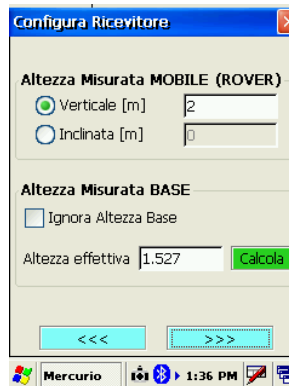 Configura Ricevitore
Altezza Misurata MOBILE (ROVER)
Verticale [m] 2
Inclinata [m] 0
Altezza Misurata BASE
Ignora Altezza Base
Altezza effettiva 1.527 Calcola
<<< >>>
Mercurio 1:36 PM